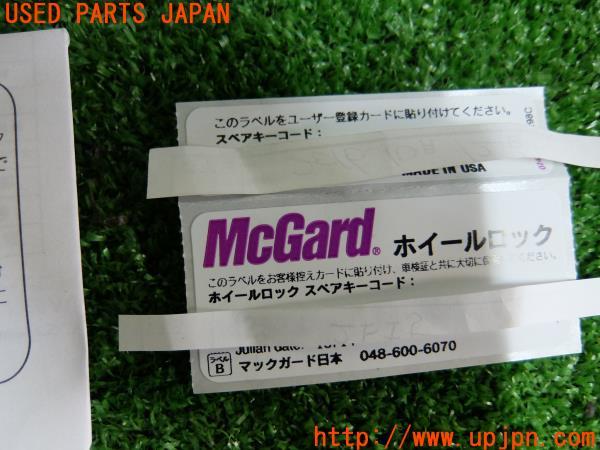 USED PARTS JAPAN
このラベルをユーザー登録カードに貼り付けてください。
スペアキーコード：
MADE IN USA
McGard® ホイールロック
このラベルをお客様控えカードに貼り付け、車検証と共に大切に保管してください。
ホイールロック スペアキーコード：
Julian date:
ラベル
B
マックガード日本 048-600-6070
http://www.upjpn.com